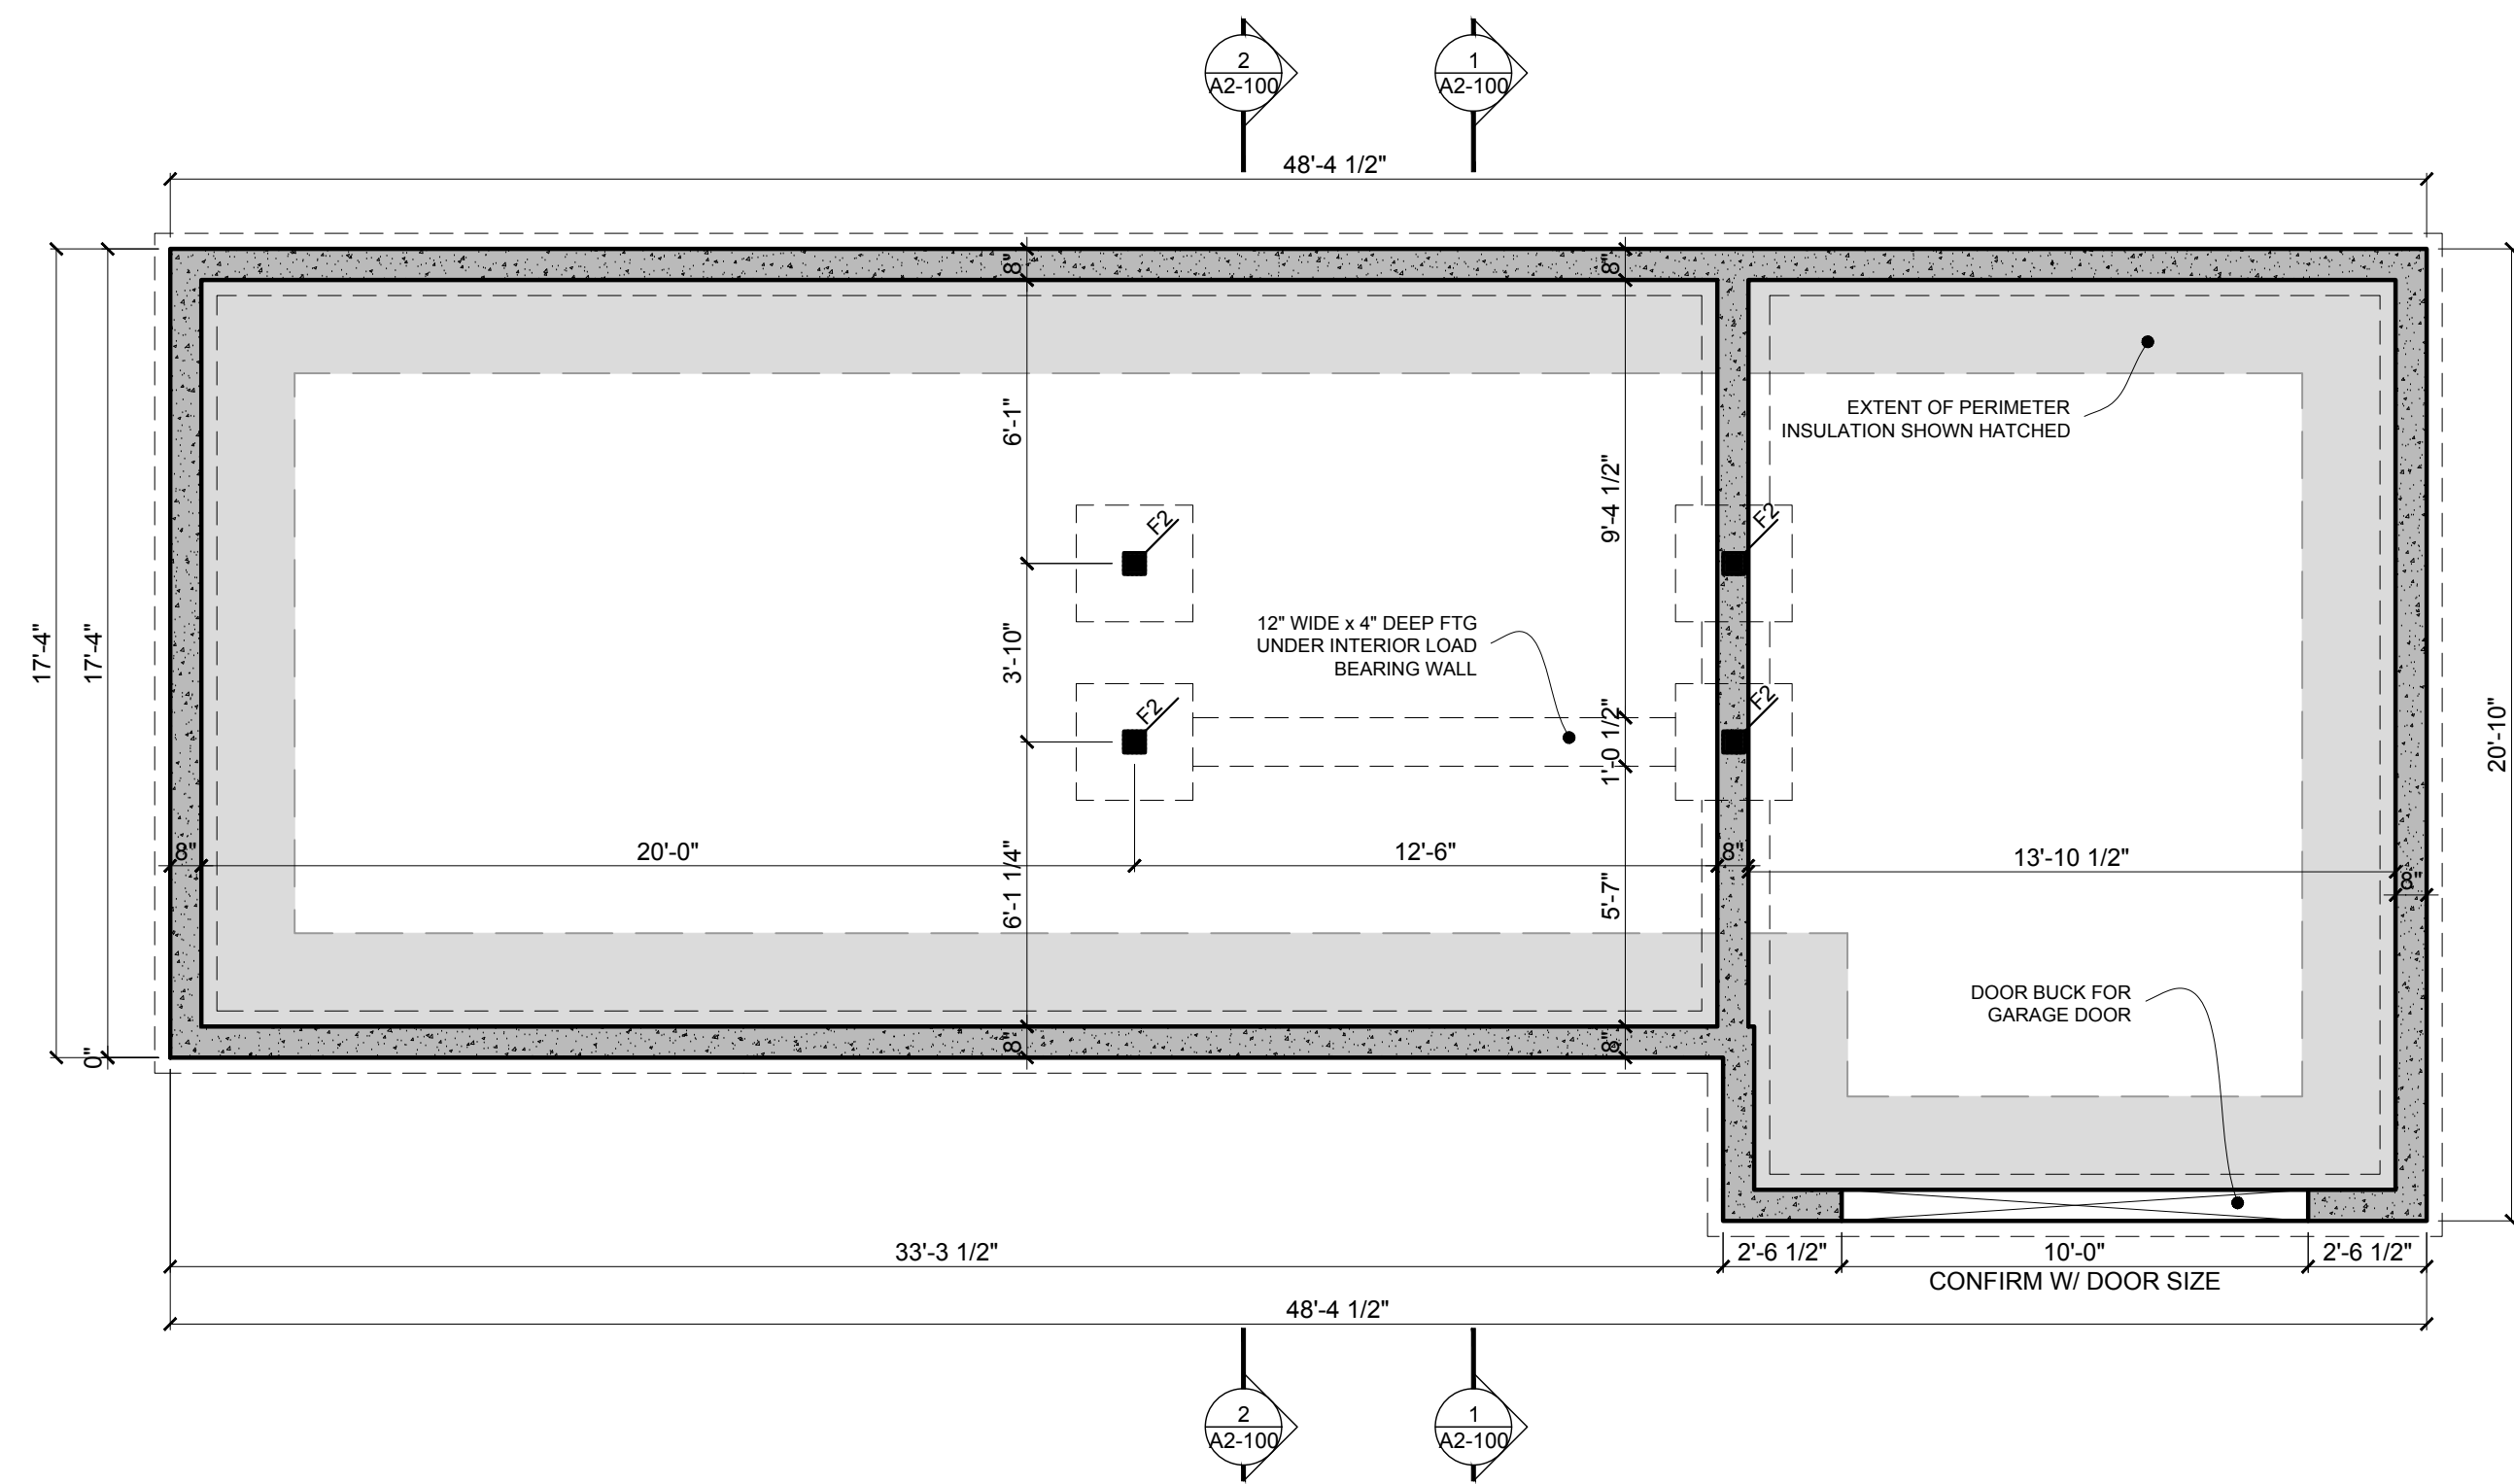 2
A2-100
1
A2-100
48'-4 1/2"
8"
8"
6'-1"
EXTENT OF PERIMETER
INSULATION SHOWN HATCHED
9'-4 1/2"
F2
F2
17'-4"
17'-4"
3'-10"
12" WIDE x 4" DEEP FTG
UNDER INTERIOR LOAD
BEARING WALL
F2
F2
1'-0 1/2"
20'-10"
8"
20'-0"
12'-6"
8"
13'-10 1/2"
8"
6'-1 1/4"
5'-7"
DOOR BUCK FOR
GARAGE DOOR
0"
8"
8"
33'-3 1/2"
2'-6 1/2"
10'-0"
2'-6 1/2"
CONFIRM W/ DOOR SIZE
48'-4 1/2"
2
A2-100
1
A2-100